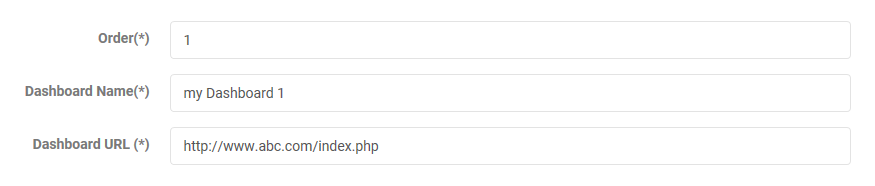 Order(*) 1
Dashboard Name(*) my Dashboard 1
Dashboard URL (*) http://www.abc.com/index.php